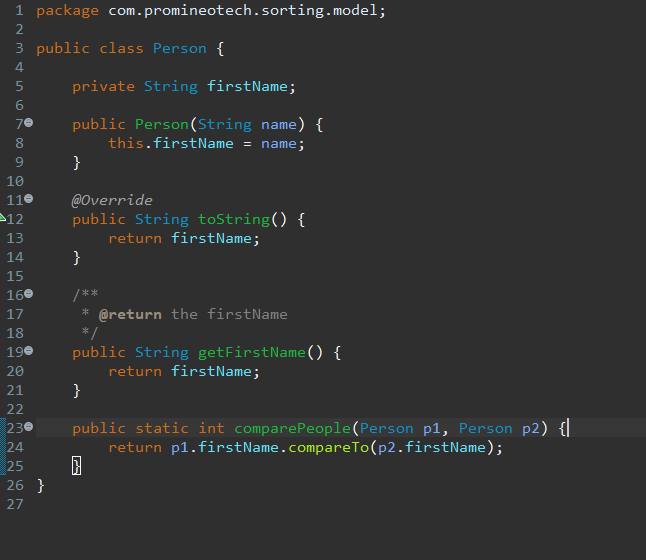 1 package com.promineotech.sorting.model;
2
3 public class Person {
4
5     private String firstName;
6
7     public Person(String name) {
8         this.firstName = name;
9     }
10
11     @Override
12     public String toString() {
13         return firstName;
14     }
15
16     /**
17      * @return the firstName
18      */
19     public String getFirstName() {
20         return firstName;
21     }
22
23     public static int comparePeople(Person p1, Person p2) {
24         return p1.firstName.compareTo(p2.firstName);
25     }
26 }
27